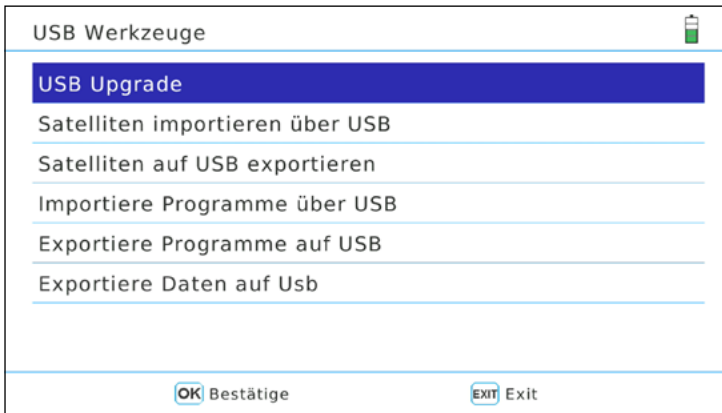 USB Werkzeuge
USB Upgrade
Satelliten importieren über USB
Satelliten auf USB exportieren
Importiere Programme über USB
Exportiere Programme auf USB
Exportiere Daten auf Usb
OK Bestätige EXIT Exit